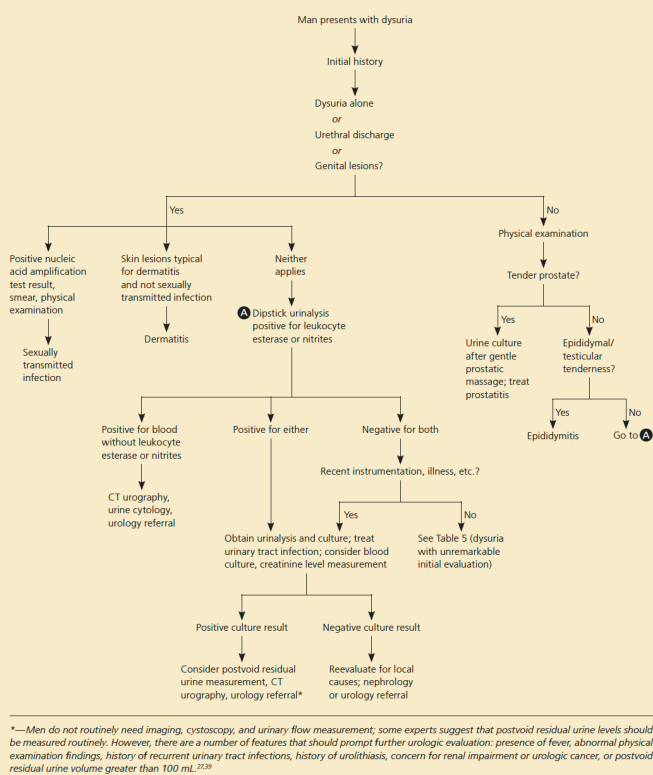 Man presents with dysuria
Initial history
Dysuria alone
or
Urethral discharge
or
Genital lesions?
Yes
No
Positive nucleic
acid amplification
test result,
smear, physical
examination
Sexually
transmitted
infection
Skin lesions typical
for dermatitis
and not sexually
transmitted infection
Dermatitis
Neither
applies
A Dipstick urinalysis
positive for leukocyte
esterase or nitrites
Physical examination
Tender prostate?
Yes
No
Urine culture
after gentle
prostatic
massage; treat
prostatitis
Epididymal/
testicular
tenderness?
Yes
No
Epididymitis
Go to A
Positive for blood
without leukocyte
esterase or nitrites
CT urography,
urine cytology,
urology referral
Positive for either
Negative for both
Recent instrumentation, illness, etc.?
Yes
No
Obtain urinalysis and culture; treat
urinary tract infection; consider blood
culture, creatinine level measurement
See Table 5 (dysuria
with unremarkable
initial evaluation)
Positive culture result
Negative culture result
Consider postvoid residual
urine measurement, CT
urography, urology referral*
Reevaluate for local
causes; nephrology
or urology referral
*—Men do not routinely need imaging, cystoscopy, and urinary flow measurement; some experts suggest that postvoid residual urine levels should
be measured routinely. However, there are a number of features that should prompt further urologic evaluation: presence of fever, abnormal physical
examination findings, history of recurrent urinary tract infections, history of urolithiasis, concern for renal impairment or urologic cancer, or postvoid
residual urine volume greater than 100 mL.27,39